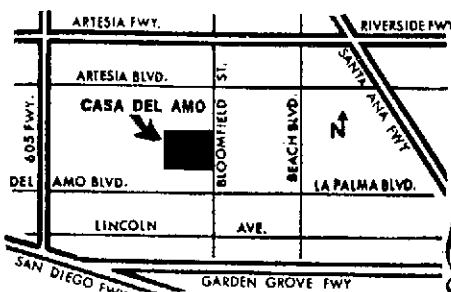 ARTESIA FWY.
RIVERSIDE FWY
SANTA ANA FWY
ARTESIA BLVD.
BLOOMFIELD ST.
BEACH BLVD.
605 FWY.
CASA DEL AMO
N
DEL AMO BLVD.
LA PALMA BLVD.
LINCOLN AVE.
SAN DIEGO FWY
GARDEN GROVE FWY